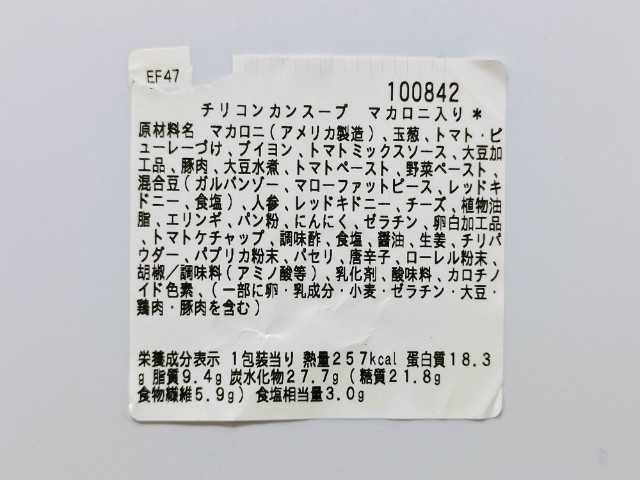 EF47
100842
チリコンカンスープ マカロニ入り*
原材料名 マカロニ(アメリカ製造)、玉葱、トマト・ピ
ューレーづけ、ブイヨン、トマトミックスソース、大豆加
工品、豚肉、大豆水煮、トマトペースト、野菜ペースト、
混合豆(ガルバンゾー、マローファットピース、レッドキ
ドニー、食塩)、人参、レッドキドニー、チーズ、植物油
脂、エリンギ、パン粉、にんにく、ゼラチン、卵白加工品
、トマトケチャップ、調味酢、食塩、醤油、生姜、チリパ
ウダー、パプリカ粉末、パセリ、唐辛子、ローレル粉末、
胡椒/調味料(アミノ酸等)、乳化剤、酸味料、カロチノ
イド色素、(一部に卵・乳成分・小麦・ゼラチン・大豆・
鶏肉・豚肉を含む)
栄養成分表示 1包装当り 熱量257kcal 蛋白質18.3
g 脂質9.4g 炭水化物27.7g(糖質21.8g
食物繊維5.9g) 食塩相当量3.0g